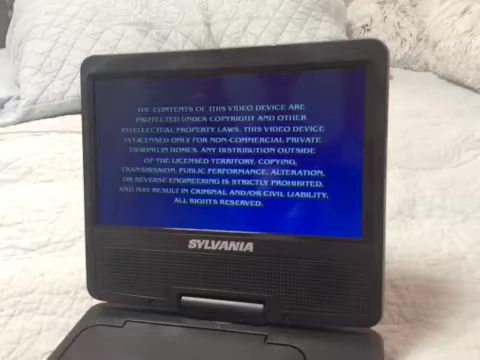 THE CONTENTS OF THIS VIDEO DEVICE ARE
PROTECTED UNDER COPYRIGHT AND OTHER
INTELLECTUAL PROPERTY LAWS. THIS VIDEO DEVICE
IS LICENSED ONLY FOR NON-COMMERCIAL PRIVATE
VIEWING IN HOMES. ANY DISTRIBUTION OUTSIDE
OF THE LICENSED TERRITORY, COPYING,
TRANSMISSION, PUBLIC PERFORMANCE, ALTERATION,
OR REVERSE ENGINEERING IS STRICTLY PROHIBITED,
AND MAY RESULT IN CRIMINAL AND/OR CIVIL LIABILITY.
ALL RIGHTS RESERVED.
SYLVANIA